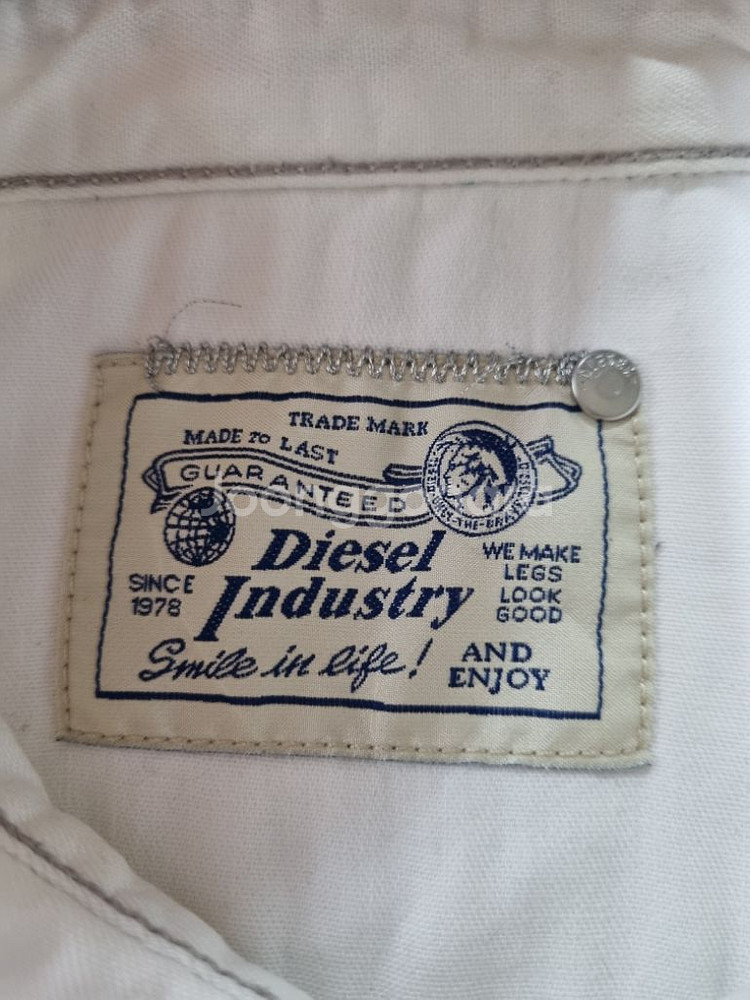 TRADE MARK
MADE TO LAST
GUARANTEED
Diesel
Industry
SINCE
1978
WE MAKE
LEGS
LOOK
GOOD
Smile in life!
AND
ENJOY